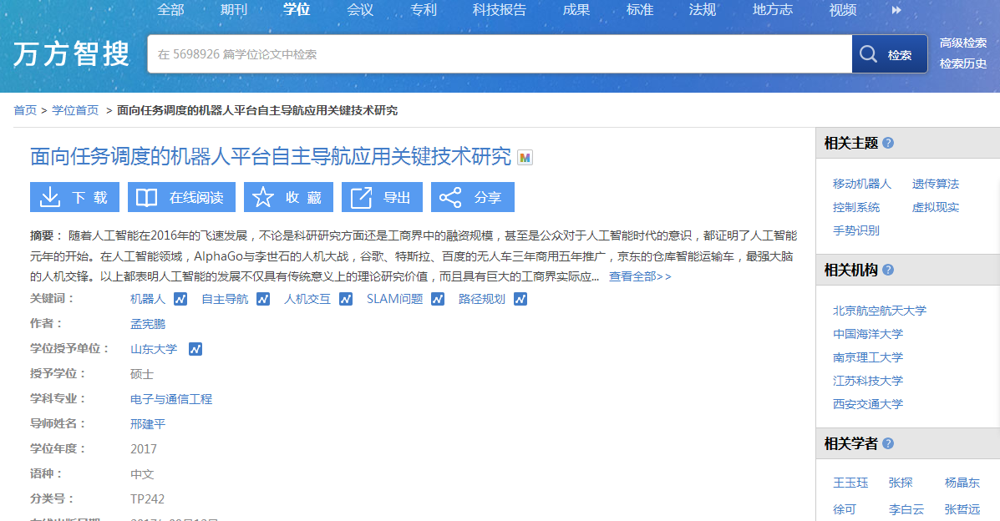 全部 期刊 学位 会议 专利 科技报告 成果 标准 法规 地方志 视频
万方智搜
在 5698926 篇学位论文中检索
检索
高级检索
检索历史
首页 > 学位首页 > 面向任务调度的机器人平台自主导航应用关键技术研究
面向任务调度的机器人平台自主导航应用关键技术研究 M
下 载 在线阅读 收 藏 导出 分享
摘要： 随着人工智能在2016年的飞速发展，不论是科研研究方面还是工商界中的融资规模，甚至是公众对于人工智能时代的意识，都证明了人工智能
元年的开始。在人工智能领域，AlphaGo与李世石的人机大战，谷歌、特斯拉、百度的无人车三年商用五年推广，京东的仓库智能运输车，最强大脑
的人机交锋。以上都表明人工智能的发展不仅具有传统意义上的理论研究价值，而且具有巨大的工商界实际应... 查看全部>>
关键词： 机器人 自主导航 人机交互 SLAM问题 路径规划
作者： 孟宪鹏
学位授予单位： 山东大学
授予学位： 硕士
学科专业： 电子与通信工程
导师姓名： 邢建平
学位年度： 2017
语种： 中文
分类号： TP242
相关主题 ?
移动机器人 遗传算法
控制系统 虚拟现实
手势识别
相关机构 ?
北京航空航天大学
中国海洋大学
南京理工大学
江苏科技大学
西安交通大学
相关学者 ?
王玉珏 张探 杨晶东
徐可 李白云 张哲远